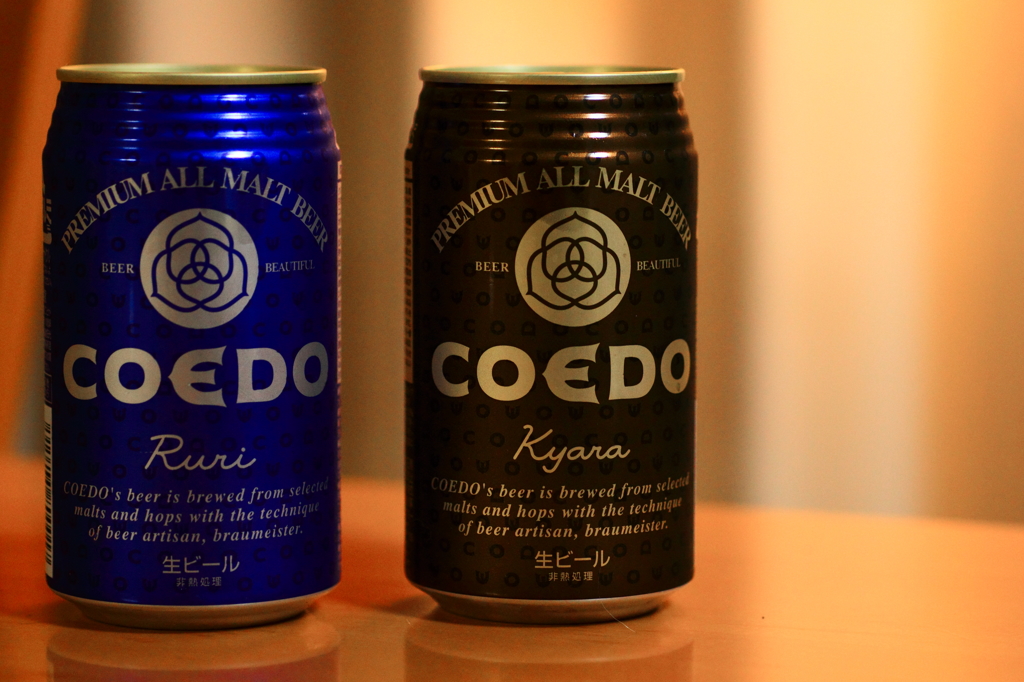 PREMIUM ALL MALT BEER
BEER BEAUTIFUL
COEDO
Ruri
COEDO's beer is brewed from selected
malts and hops with the technique
of beer artisan, braumeister.
生ビール
非熱処理
PREMIUM ALL MALT BEER
BEER BEAUTIFUL
COEDO
Kyara
COEDO's beer is brewed from selected
malts and hops with the technique
of beer artisan, braumeister.
生ビール
非熱処理